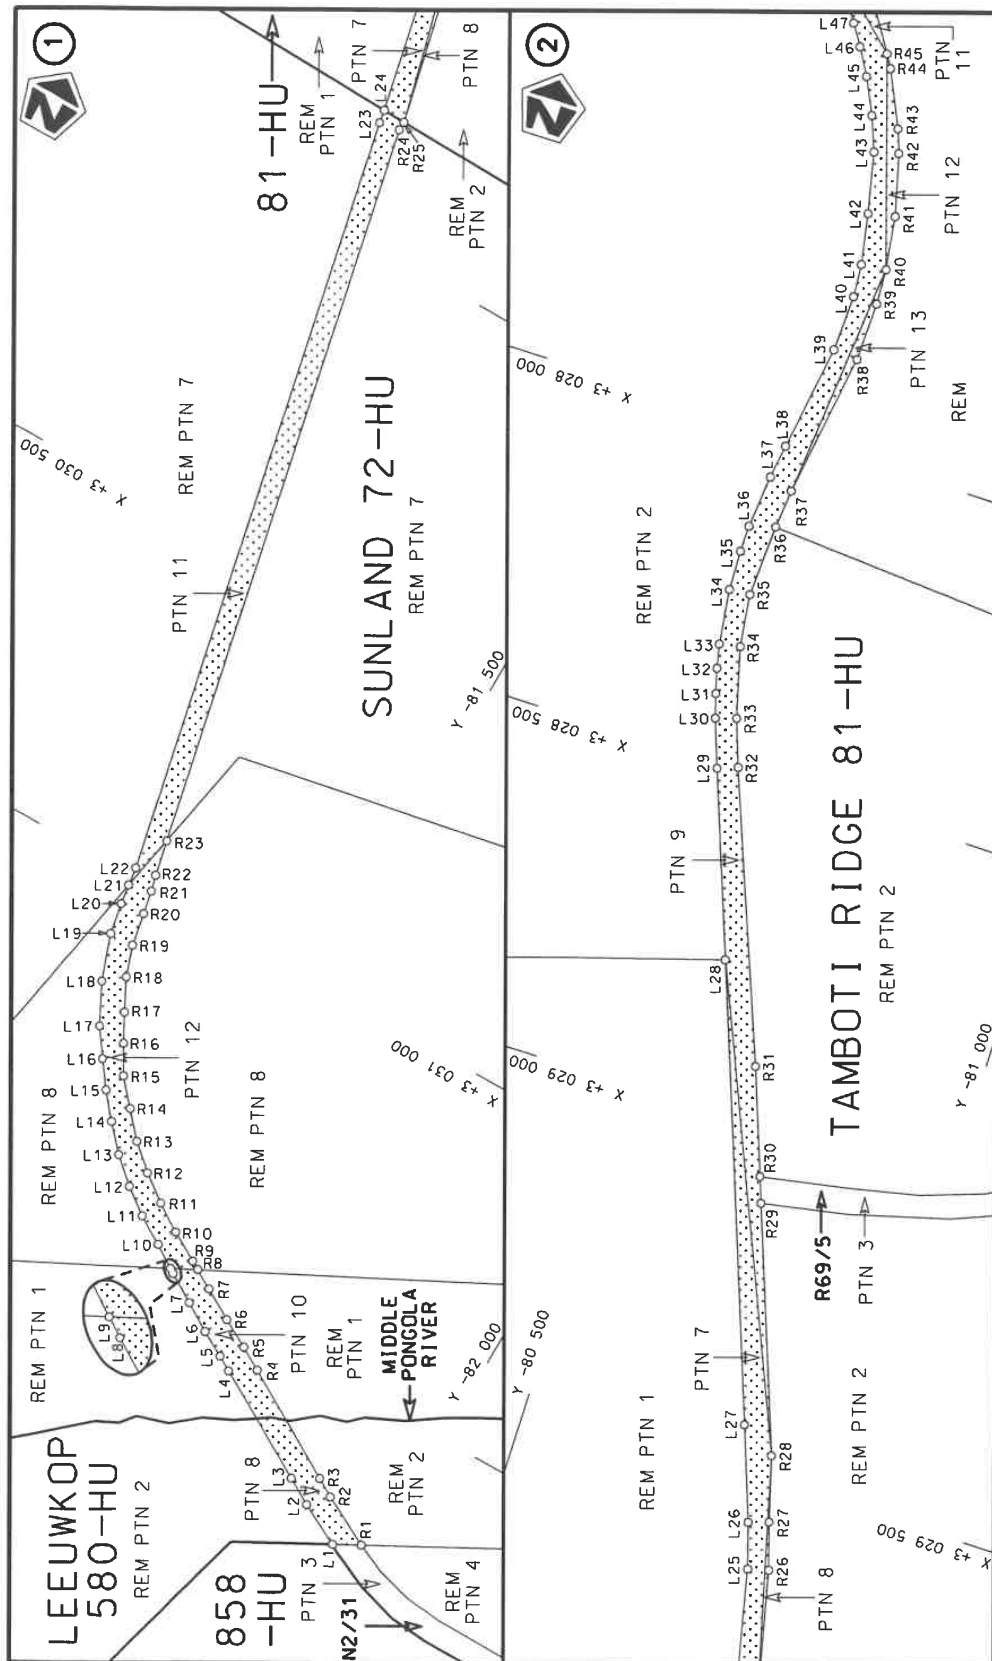 1
N
LEEUWKOP
580-HU
REM PTN 2
858
-HU
PTN 3
N2/31
REM
PTN 4
L1
R1
L2
L3
R2
R3
PTN 8
REM
PTN 2
MIDDLE
PONGOLA
RIVER
REM PTN 1
L8
L9
L4
L5
L6
L7
R4
R5
R6
R7
R8
R9
PTN 10
REM
PTN 1
Y -82 000
L10
L11
L12
L13
L14
L15
L16
L17
L18
L19
L20
L21
L22
R10
R11
R12
R13
R14
R15
R16
R17
R18
R19
R20
R21
R22
R23
REM PTN 8
PTN 12
REM PTN 8
X +3 031 000
Y -81 500
PTN 11
REM PTN 7
SUNLAND 72-HU
REM PTN 7
X +3 030 500
81-HU
REM
PTN 1
PTN 7
PTN 8
L23
L24
R24
R25
REM
PTN 2
2
N
Y -80 500
L25
L26
L27
L28
R26
R27
R28
R29
R30
R31
PTN 8
REM PTN 1
PTN 7
REM PTN 2
R69/5
PTN 3
X +3 029 500
X +3 029 000
Y -81 000
TAMBOTI RIDGE 81-HU
REM PTN 2
PTN 9
L29
L30
L31
L32
L33
L34
L35
L36
L37
L38
L39
L40
L41
L42
L43
L44
L45
L46
L47
R32
R33
R34
R35
R36
R37
R38
R39
R40
R41
R42
R43
R44
R45
REM PTN 2
X +3 028 500
X +3 028 000
PTN 13
REM
PTN 12
PTN
11